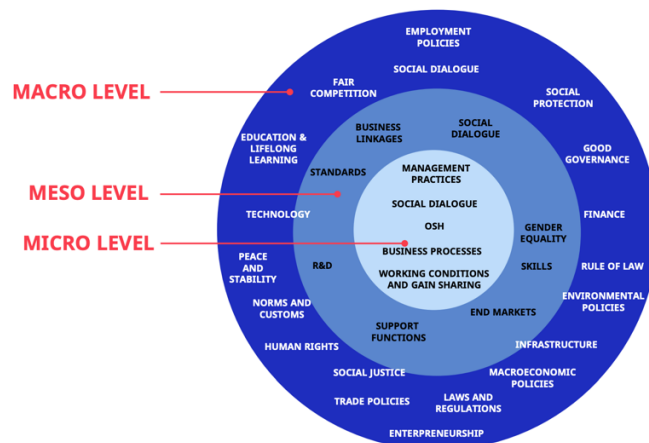 EMPLOYMENT
POLICIES
SOCIAL DIALOGUE
FAIR
COMPETITION
SOCIAL
PROTECTION
MACRO LEVEL
EDUCATION &
LIFELONG
LEARNING
BUSINESS
LINKAGES
SOCIAL
DIALOGUE
GOOD
GOVERNANCE
STANDARDS
MANAGEMENT
PRACTICES
MESO LEVEL
SOCIAL DIALOGUE
TECHNOLOGY
FINANCE
OSH
GENDER
EQUALITY
MICRO LEVEL
BUSINESS PROCESSES
PEACE
AND
STABILITY
R&D
WORKING CONDITIONS
AND GAIN SHARING
SKILLS
RULE OF LAW
NORMS AND
CUSTOMS
ENVIRONMENTAL
POLICIES
END MARKETS
SUPPORT
FUNCTIONS
HUMAN RIGHTS
INFRASTRUCTURE
SOCIAL JUSTICE
MACROECONOMIC
POLICIES
TRADE POLICIES
LAWS AND
REGULATIONS
ENTERPRENEURSHIP